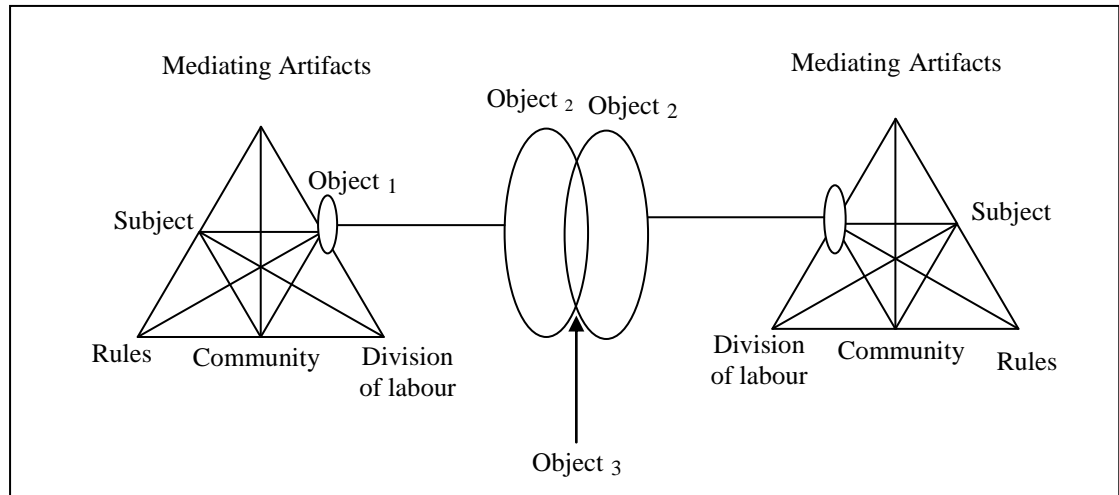 Mediating Artifacts
Mediating Artifacts
Object 2
Object 2
Object 1
Subject
Subject
Rules
Community
Division
of labour
Division
of labour
Community
Rules
Object 3